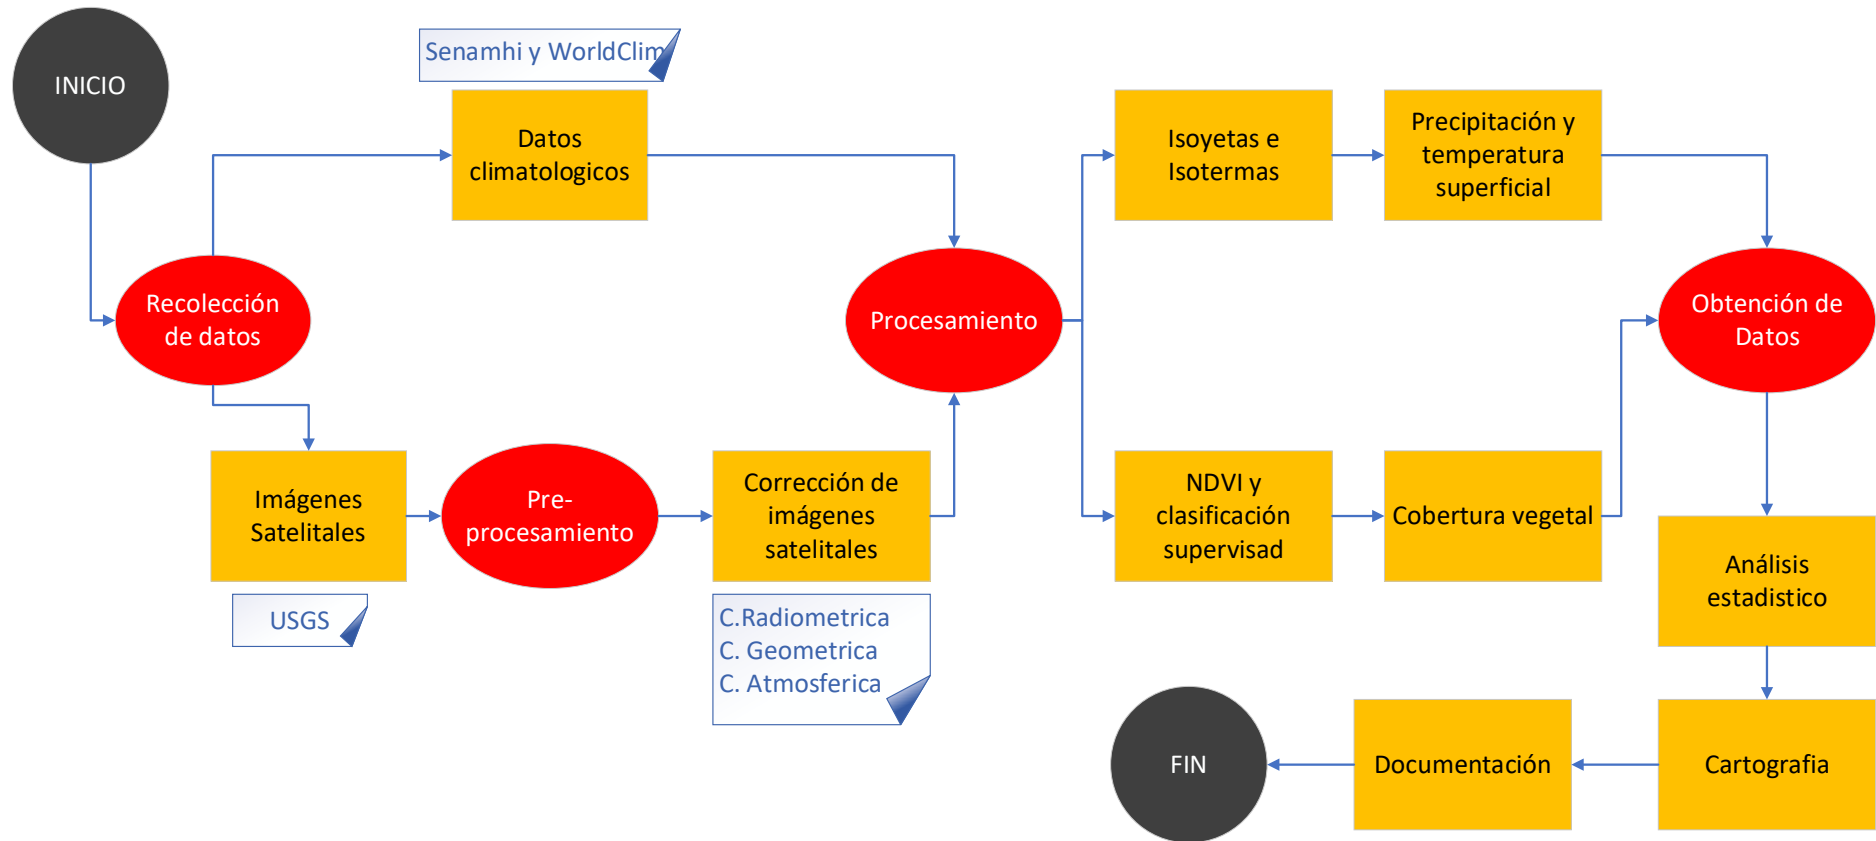 INICIO
Senamhi y WorldClim
Datos
climatologicos
Isoyetas e
Isotermas
Precipitación y
temperatura
superficial
Recolección
de datos
Procesamiento
Obtención de
Datos
Imágenes
Satelitales
Pre-
procesamiento
Corrección de
imágenes
satelitales
NDVI y
clasificación
supervisad
Cobertura vegetal
USGS
C.Radiometrica
C. Geometrica
C. Atmosferica
Análisis
estadistico
FIN
Documentación
Cartografia